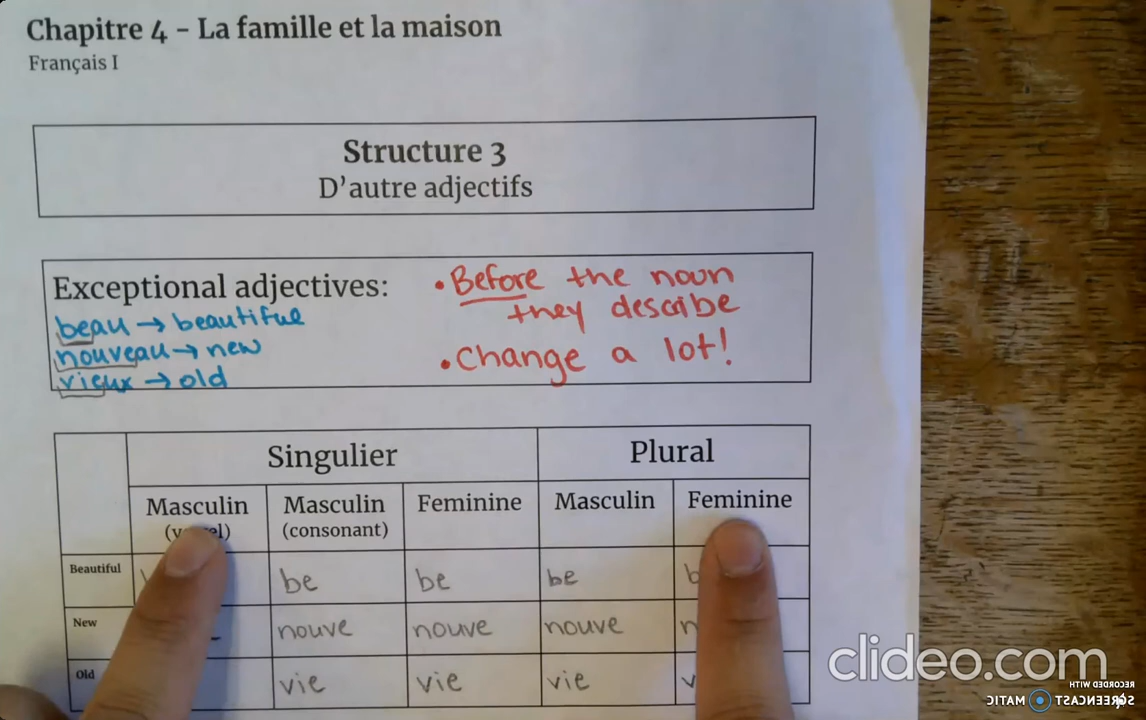 Chapitre 4 - La famille et la maison
Français I
Structure 3
D'autre adjectifs
Exceptional adjectives:
beau → beautiful
nouveau → new
vieux → old
• Before the noun
they describe
• Change a lot!
Singulier Plural
Masculin Masculin Feminine Masculin Feminine
(consonant)
Beautiful be be be
New nouve nouve nouve
Old vie vie vie
clideo.com
RECORDED WITH
SCREENCAST MATIC